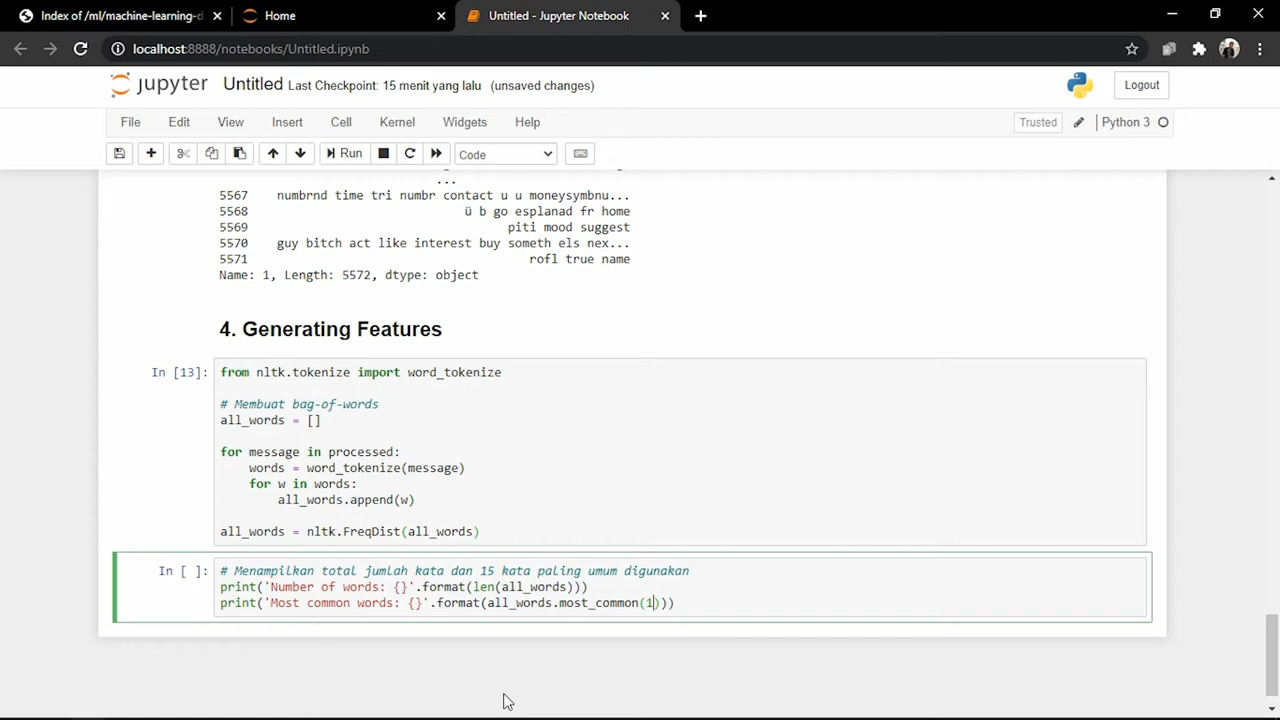 Index of /ml/machine-learning-d
Home
Untitled - Jupyter Notebook
localhost:8888/notebooks/Untitled.ipynb
jupyter Untitled Last Checkpoint: 15 menit yang lalu (unsaved changes)
Logout
File Edit View Insert Cell Kernel Widgets Help
Trusted Python 3
Run Code
...
5567 numbrnd time tri numbr contact u u moneysymbnu...
5568 ü b go esplanad fr home
5569 piti mood suggest
5570 guy bitch act like interest buy someth els nex...
5571 rofl true name
Name: 1, Length: 5572, dtype: object
4. Generating Features
In [13]: from nltk.tokenize import word_tokenize
# Membuat bag-of-words
all_words = []
for message in processed:
words = word_tokenize(message)
for w in words:
all_words.append(w)
all_words = nltk.FreqDist(all_words)
In [ ]: # Menampilkan total jumlah kata dan 15 kata paling umum digunakan
print('Number of words: {}'.format(len(all_words)))
print('Most common words: {}'.format(all_words.most_common(1)))